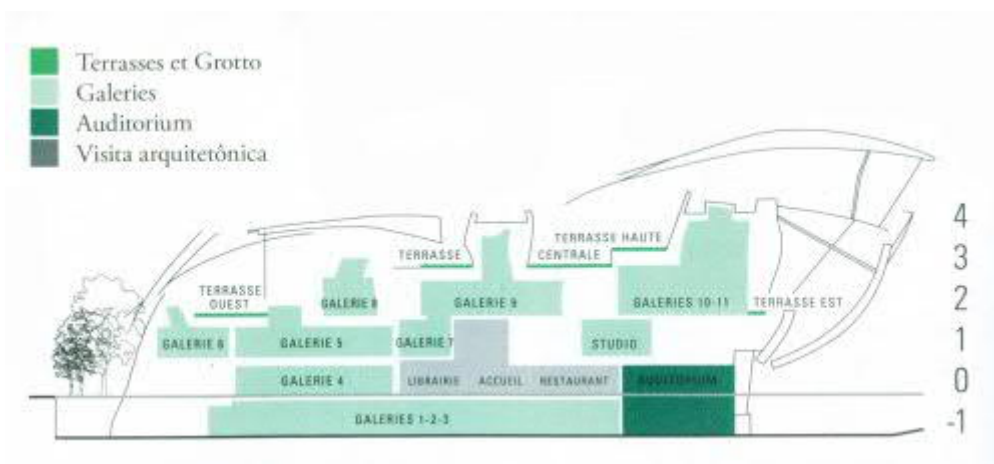 Terrasses et Grotto
Galeries
Auditorium
Visita arquitetônica
4
TERRASSE HAUTE
TERRASSE
CENTRALE
3
TERRASSE
OUEST
GALERIE 8
GALERIE 9
GALERIES 10-11
TERRASSE EST
2
GALERIE 6
GALERIE 5
GALERIE 7
STUDIO
1
GALERIE 4
LIBRAIRIE
ACCUEIL
RESTAURANT
AUDITORIUM
0
GALERIES 1-2-3
-1